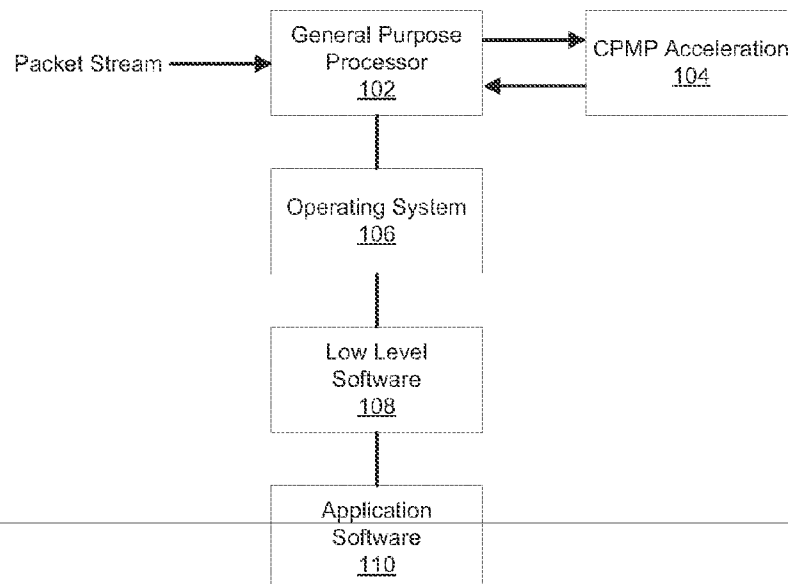 General Purpose
Processor
102
Packet Stream
CPMP Acceleration
104
Operating System
106
Low Level
Software
108
Application
Software
110